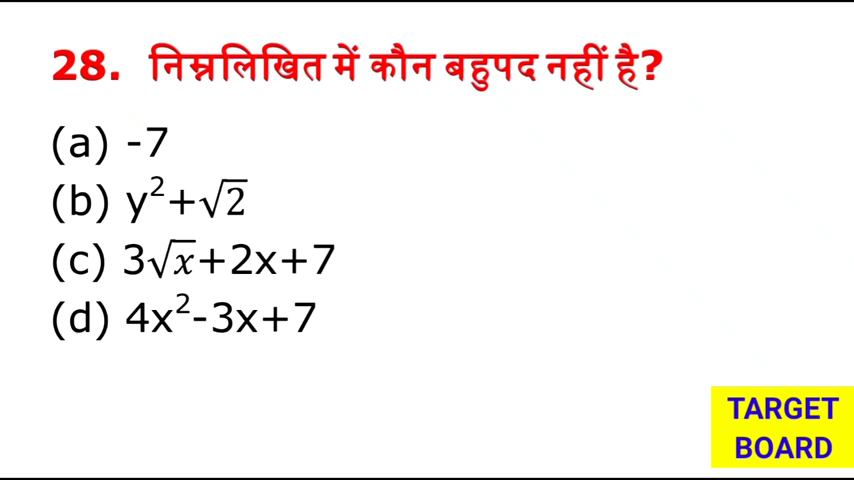 28. निम्नलिखित में कौन बहुपद नहीं है?
(a) -7
(b) y²+√2
(c) 3√x+2x+7
(d) 4x²-3x+7
TARGET
BOARD